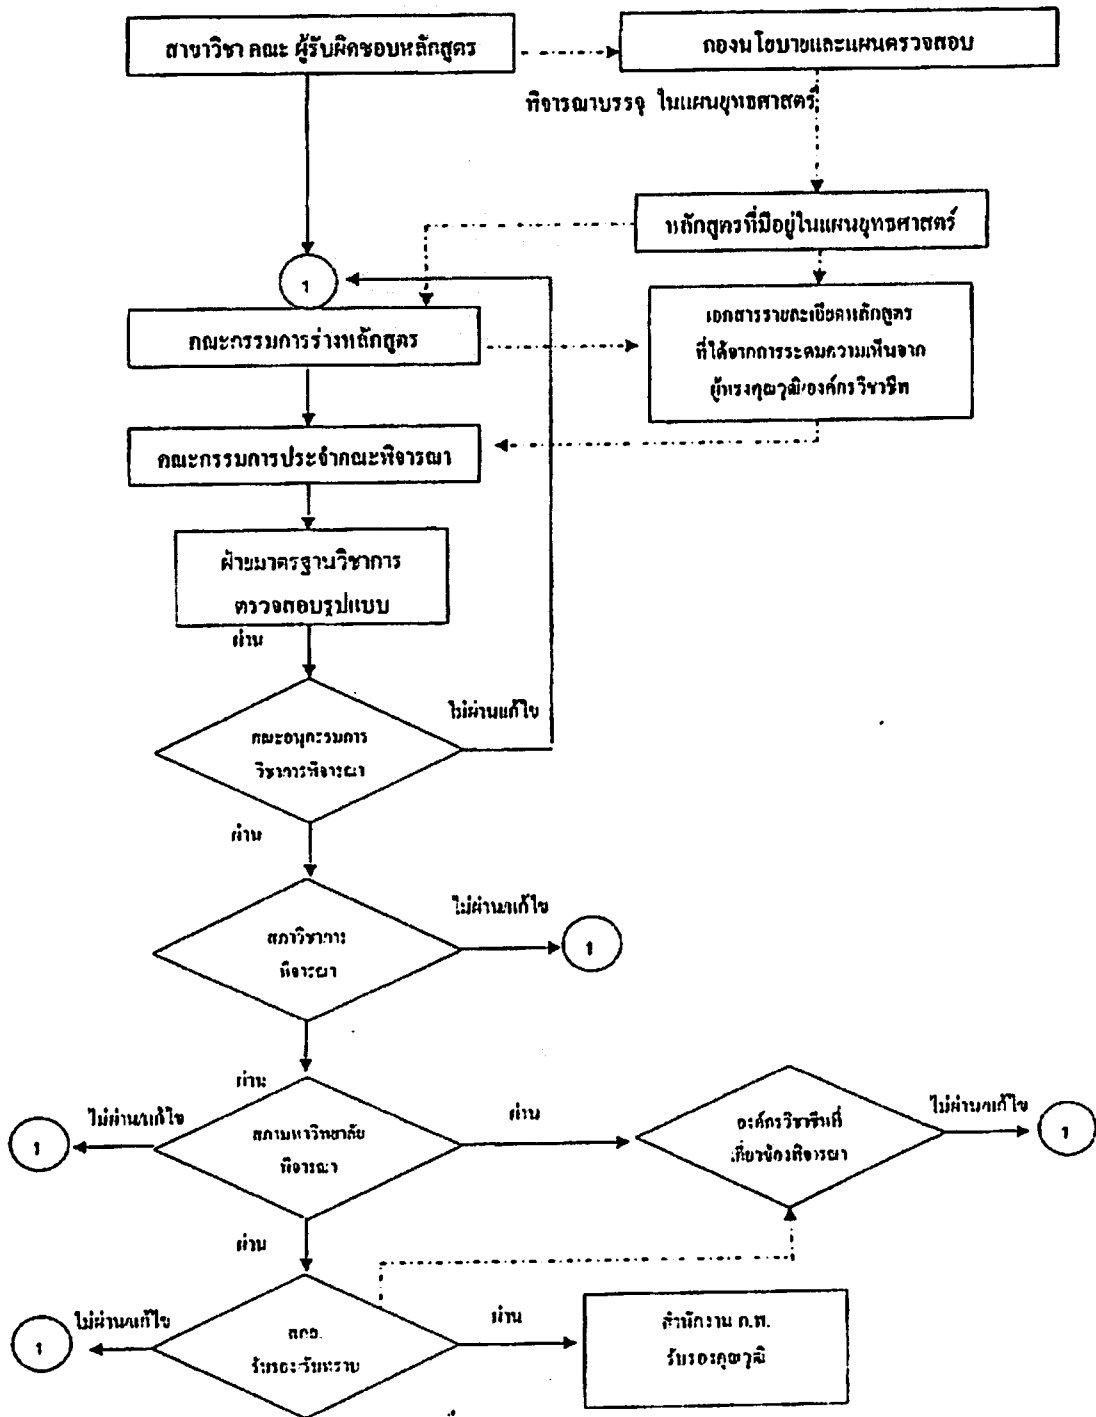 สาขาวิชา คณะ ผู้รับผิดชอบหลักสูตร
กองนโยบายและแผนตรวจสอบ
พิจารณาบรรจุ ในแผนยุทธศาสตร์
หลักสูตรที่มีอยู่ในแผนยุทธศาสตร์
1
เอกสารรายละเอียดหลักสูตร
ที่ได้จากการระดมความเห็นจาก
ผู้ทรงคุณวุฒิ/องค์กรวิชาชีพ
คณะกรรมการร่างหลักสูตร
คณะกรรมการประจำคณะพิจารณา
ฝ่ายมาตรฐานวิชาการ
ตรวจสอบรูปแบบ
ผ่าน
ไม่ผ่านแก้ไข
คณะอนุกรรมการ
วิชาการพิจารณา
ผ่าน
ไม่ผ่าน/แก้ไข
สภาวิชาการ
พิจารณา
1
ผ่าน
ไม่ผ่าน/แก้ไข
สภามหาวิทยาลัย
พิจารณา
1
ผ่าน
องค์กรวิชาชีพที่
เกี่ยวข้องพิจารณา
ไม่ผ่าน/แก้ไข
1
ผ่าน
ไม่ผ่าน/แก้ไข
1
สกอ.
รับรอง/รับทราบ
ผ่าน
สำนักงาน ก.พ.
รับรองคุณวุฒิ